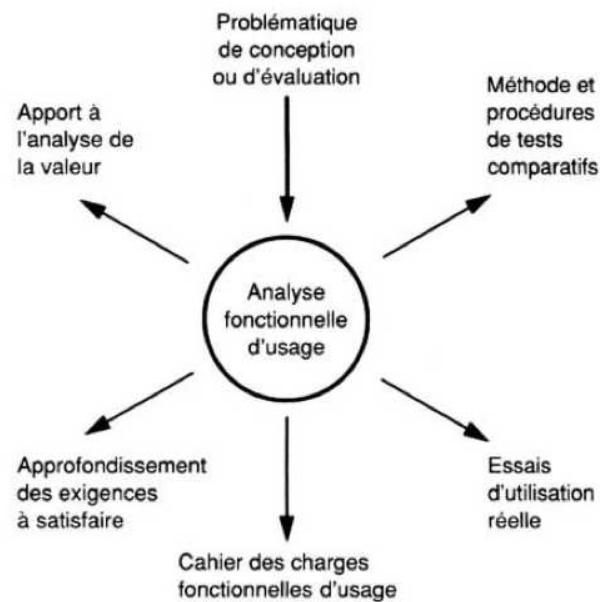 Problématique
de conception
ou d'évaluation
Apport à
l'analyse de
la valeur
Méthode et
procédures
de tests
comparatifs
Analyse
fonctionnelle
d'usage
Approfondissement
des exigences
à satisfaire
Essais
d'utilisation
réelle
Cahier des charges
fonctionnelles d'usage